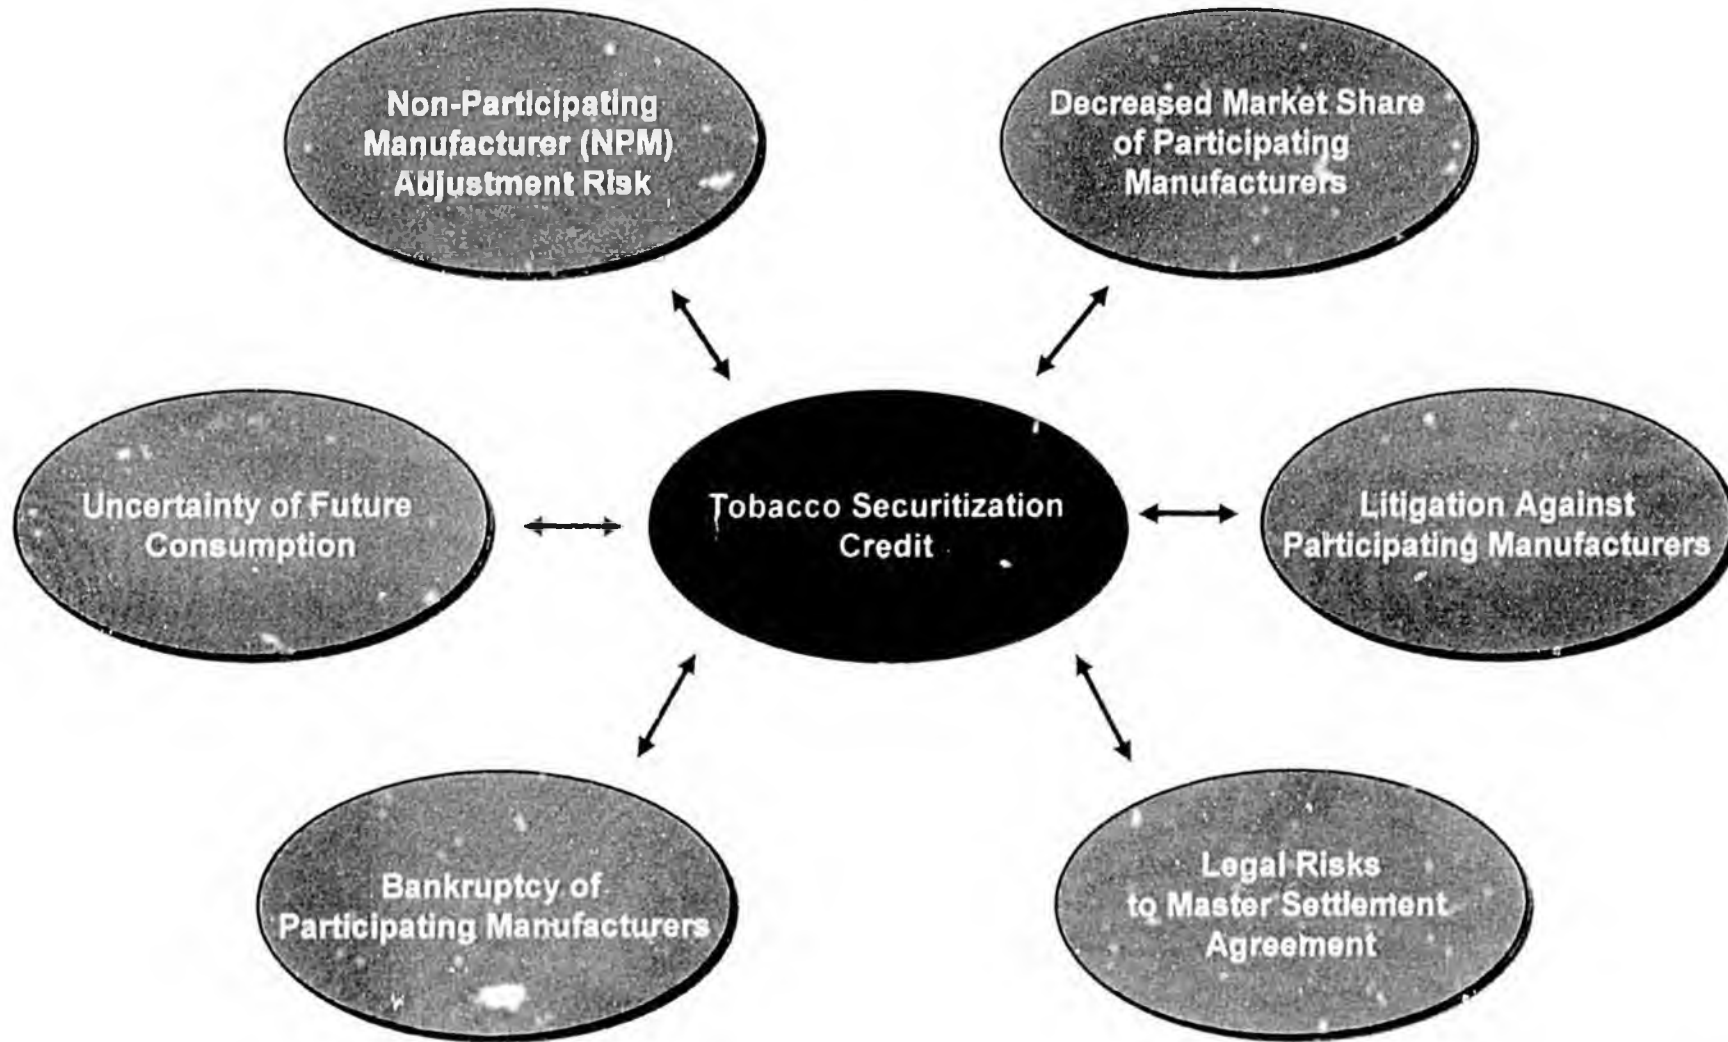 Non-Participating
Manufacturer (NPM)
Adjustment Risk
Decreased Market Share
of Participating
Manufacturers
Uncertainty of Future
Consumption
Tobacco Securitization
Credit
Litigation Against
Participating Manufacturers
Bankruptcy of
Participating Manufacturers
Legal Risks
to Master Settlement
Agreement